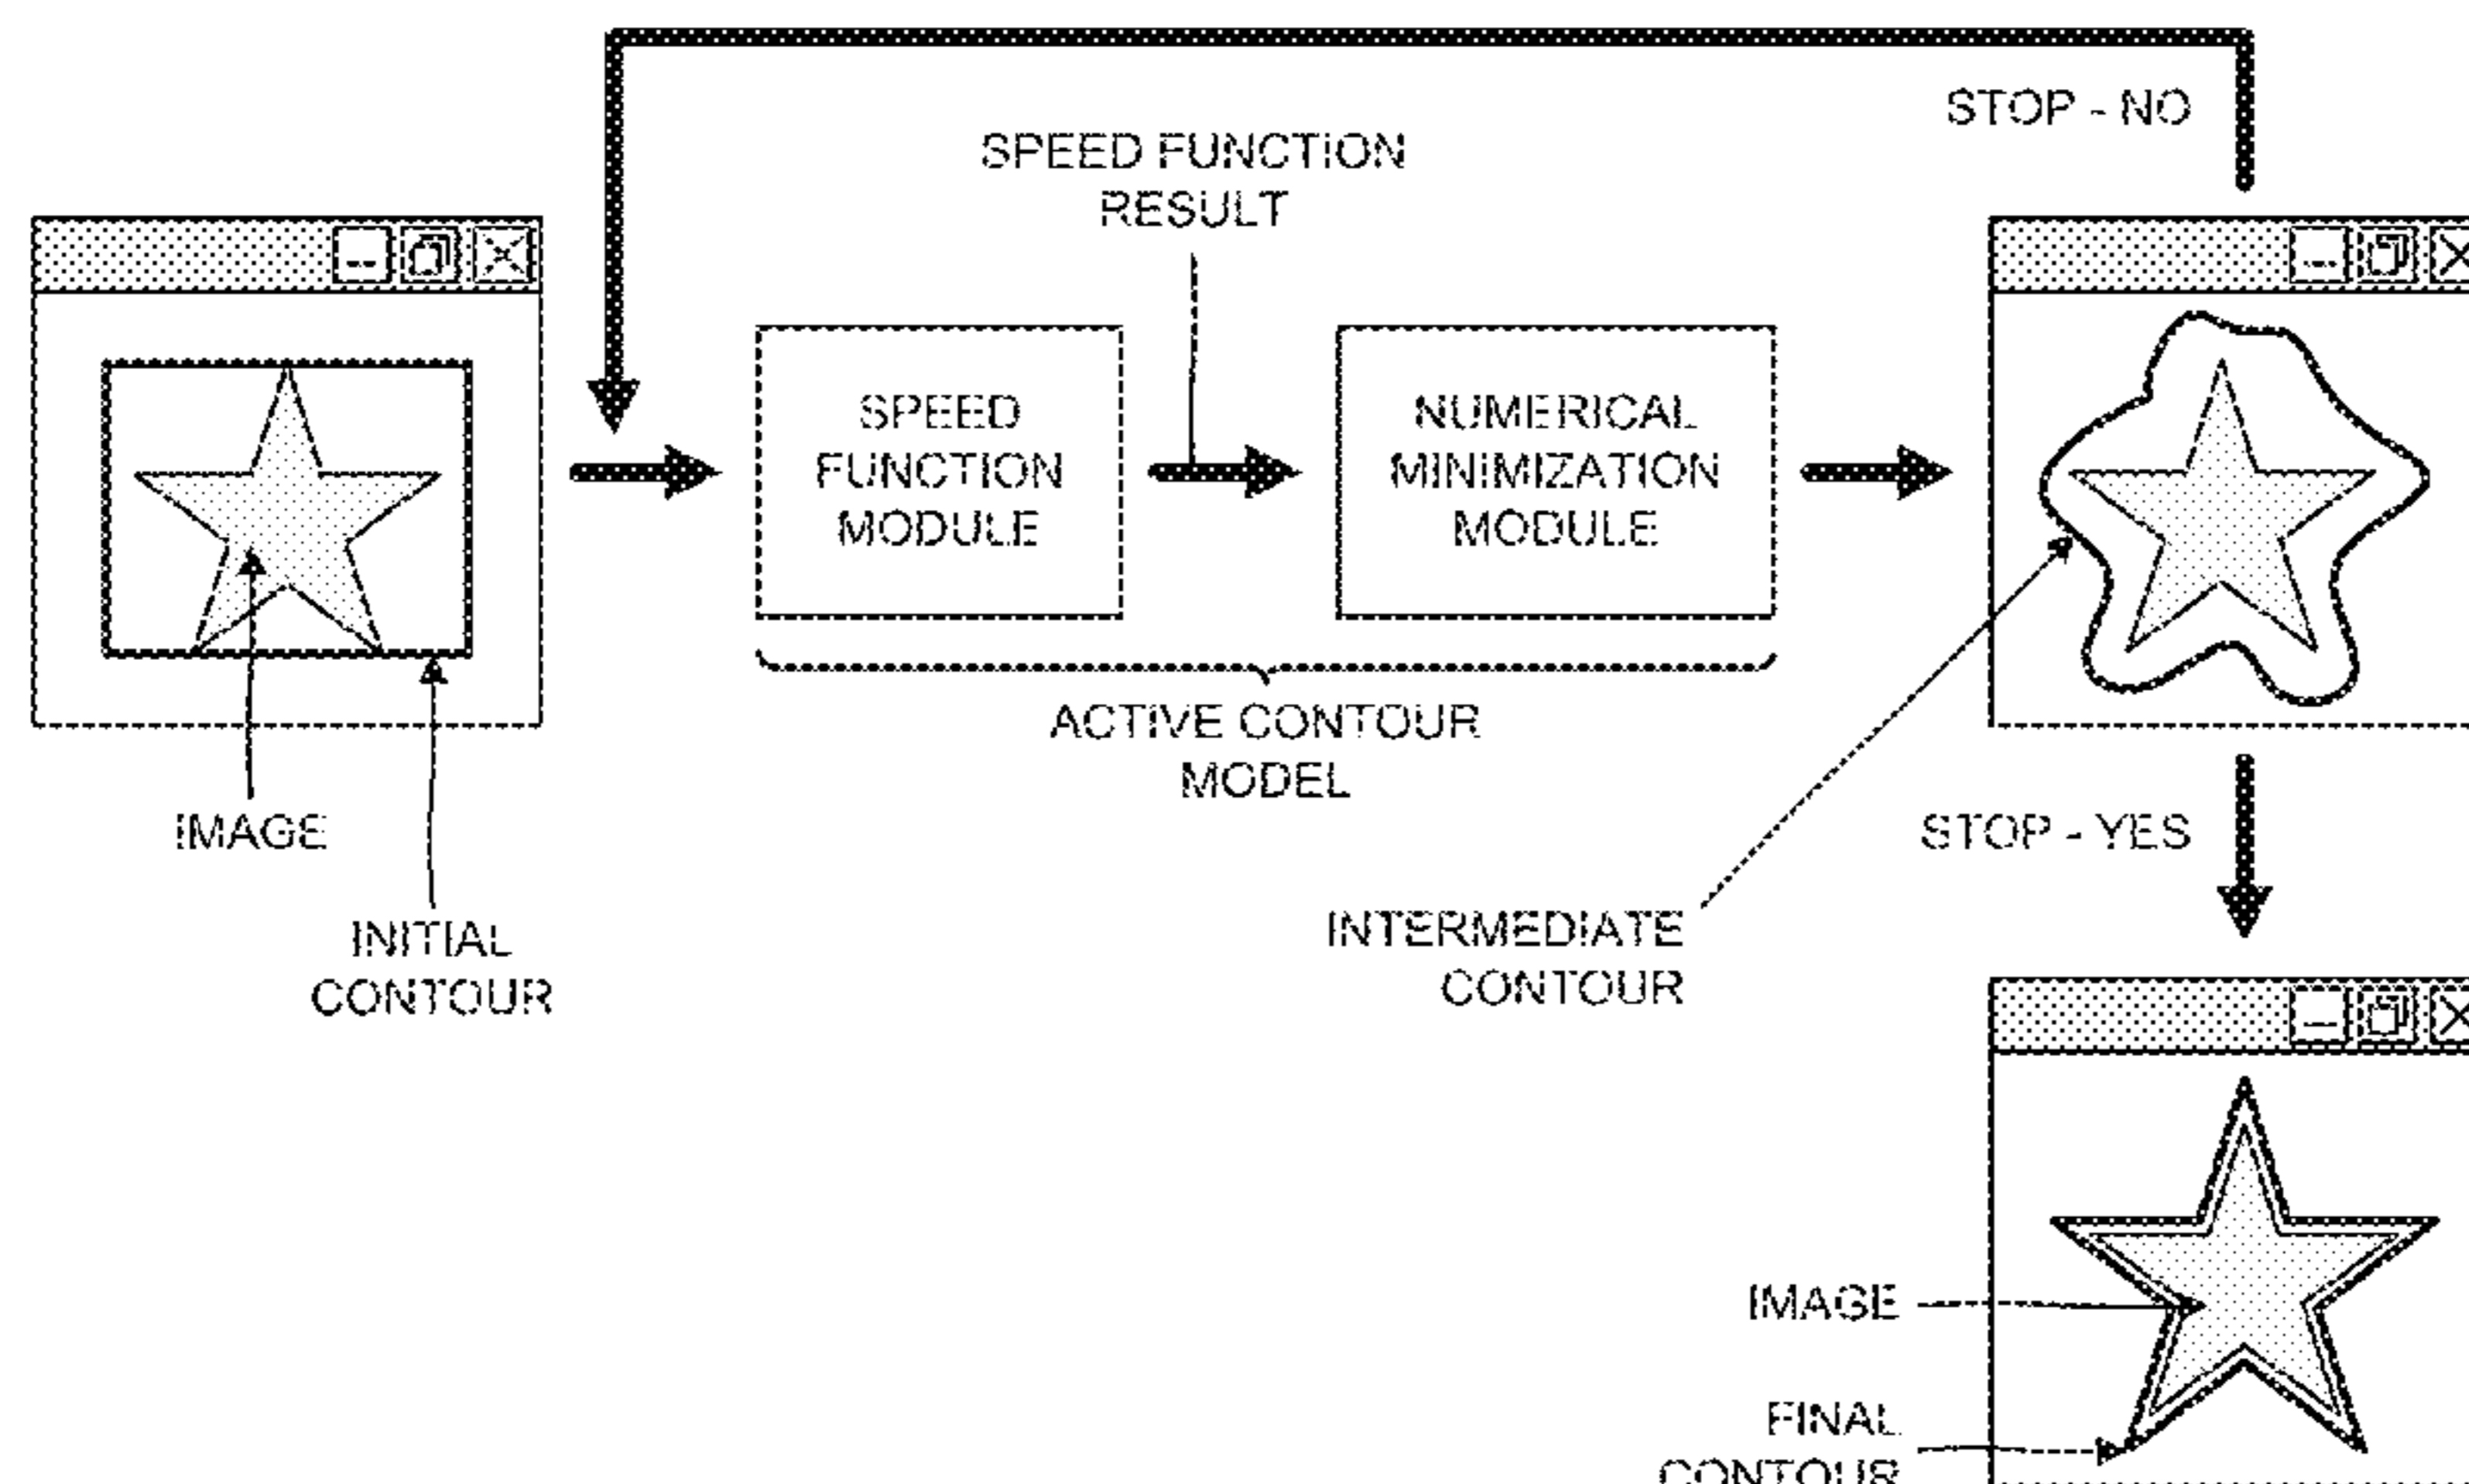 STOP - NO
SPEED FUNCTION
RESULT
SPEED
FUNCTION
MODULE
NUMERICAL
MINIMIZATION
MODULE
ACTIVE CONTOUR
MODEL
IMAGE
INITIAL
CONTOUR
STOP - YES
INTERMEDIATE
CONTOUR
IMAGE
FINAL
CONTOUR